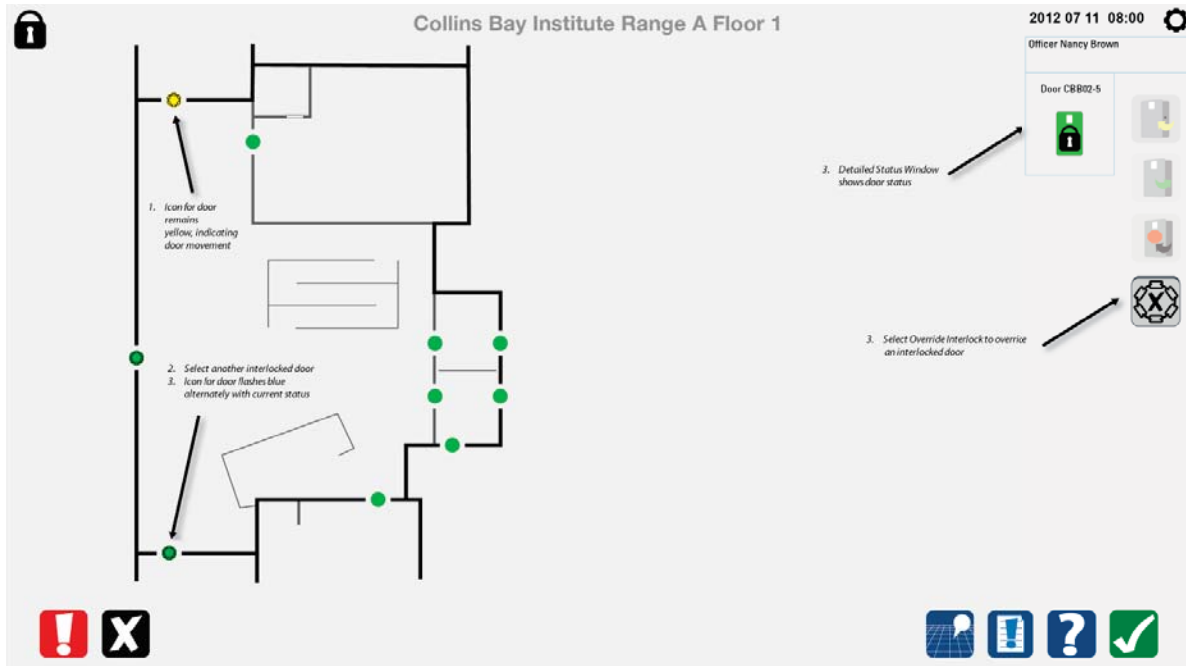 Collins Bay Institute Range A Floor 1
2012 07 11 08:00
Officer Nancy Brown
Door CBB02-5
3. Detailed Status Window
shows door status
1. Icon for door
remains
yellow, indicating
door movement
3. Select Override Interlock to override
an interlocked door
2. Select another interlocked door
3. Icon for door flashes blue
alternately with current status